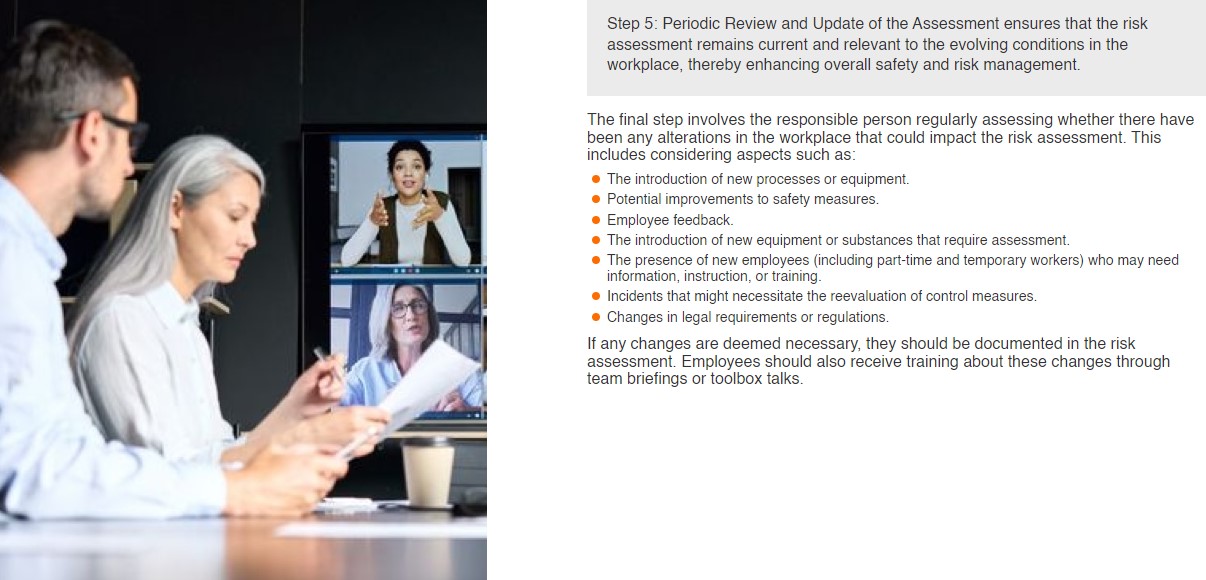 Step 5: Periodic Review and Update of the Assessment ensures that the risk
assessment remains current and relevant to the evolving conditions in the
workplace, thereby enhancing overall safety and risk management.
The final step involves the responsible person regularly assessing whether there have
been any alterations in the workplace that could impact the risk assessment. This
includes considering aspects such as:
The introduction of new processes or equipment.
Potential improvements to safety measures.
Employee feedback.
The introduction of new equipment or substances that require assessment.
The presence of new employees (including part-time and temporary workers) who may need
information, instruction, or training.
Incidents that might necessitate the reevaluation of control measures.
Changes in legal requirements or regulations.
If any changes are deemed necessary, they should be documented in the risk
assessment. Employees should also receive training about these changes through
team briefings or toolbox talks.